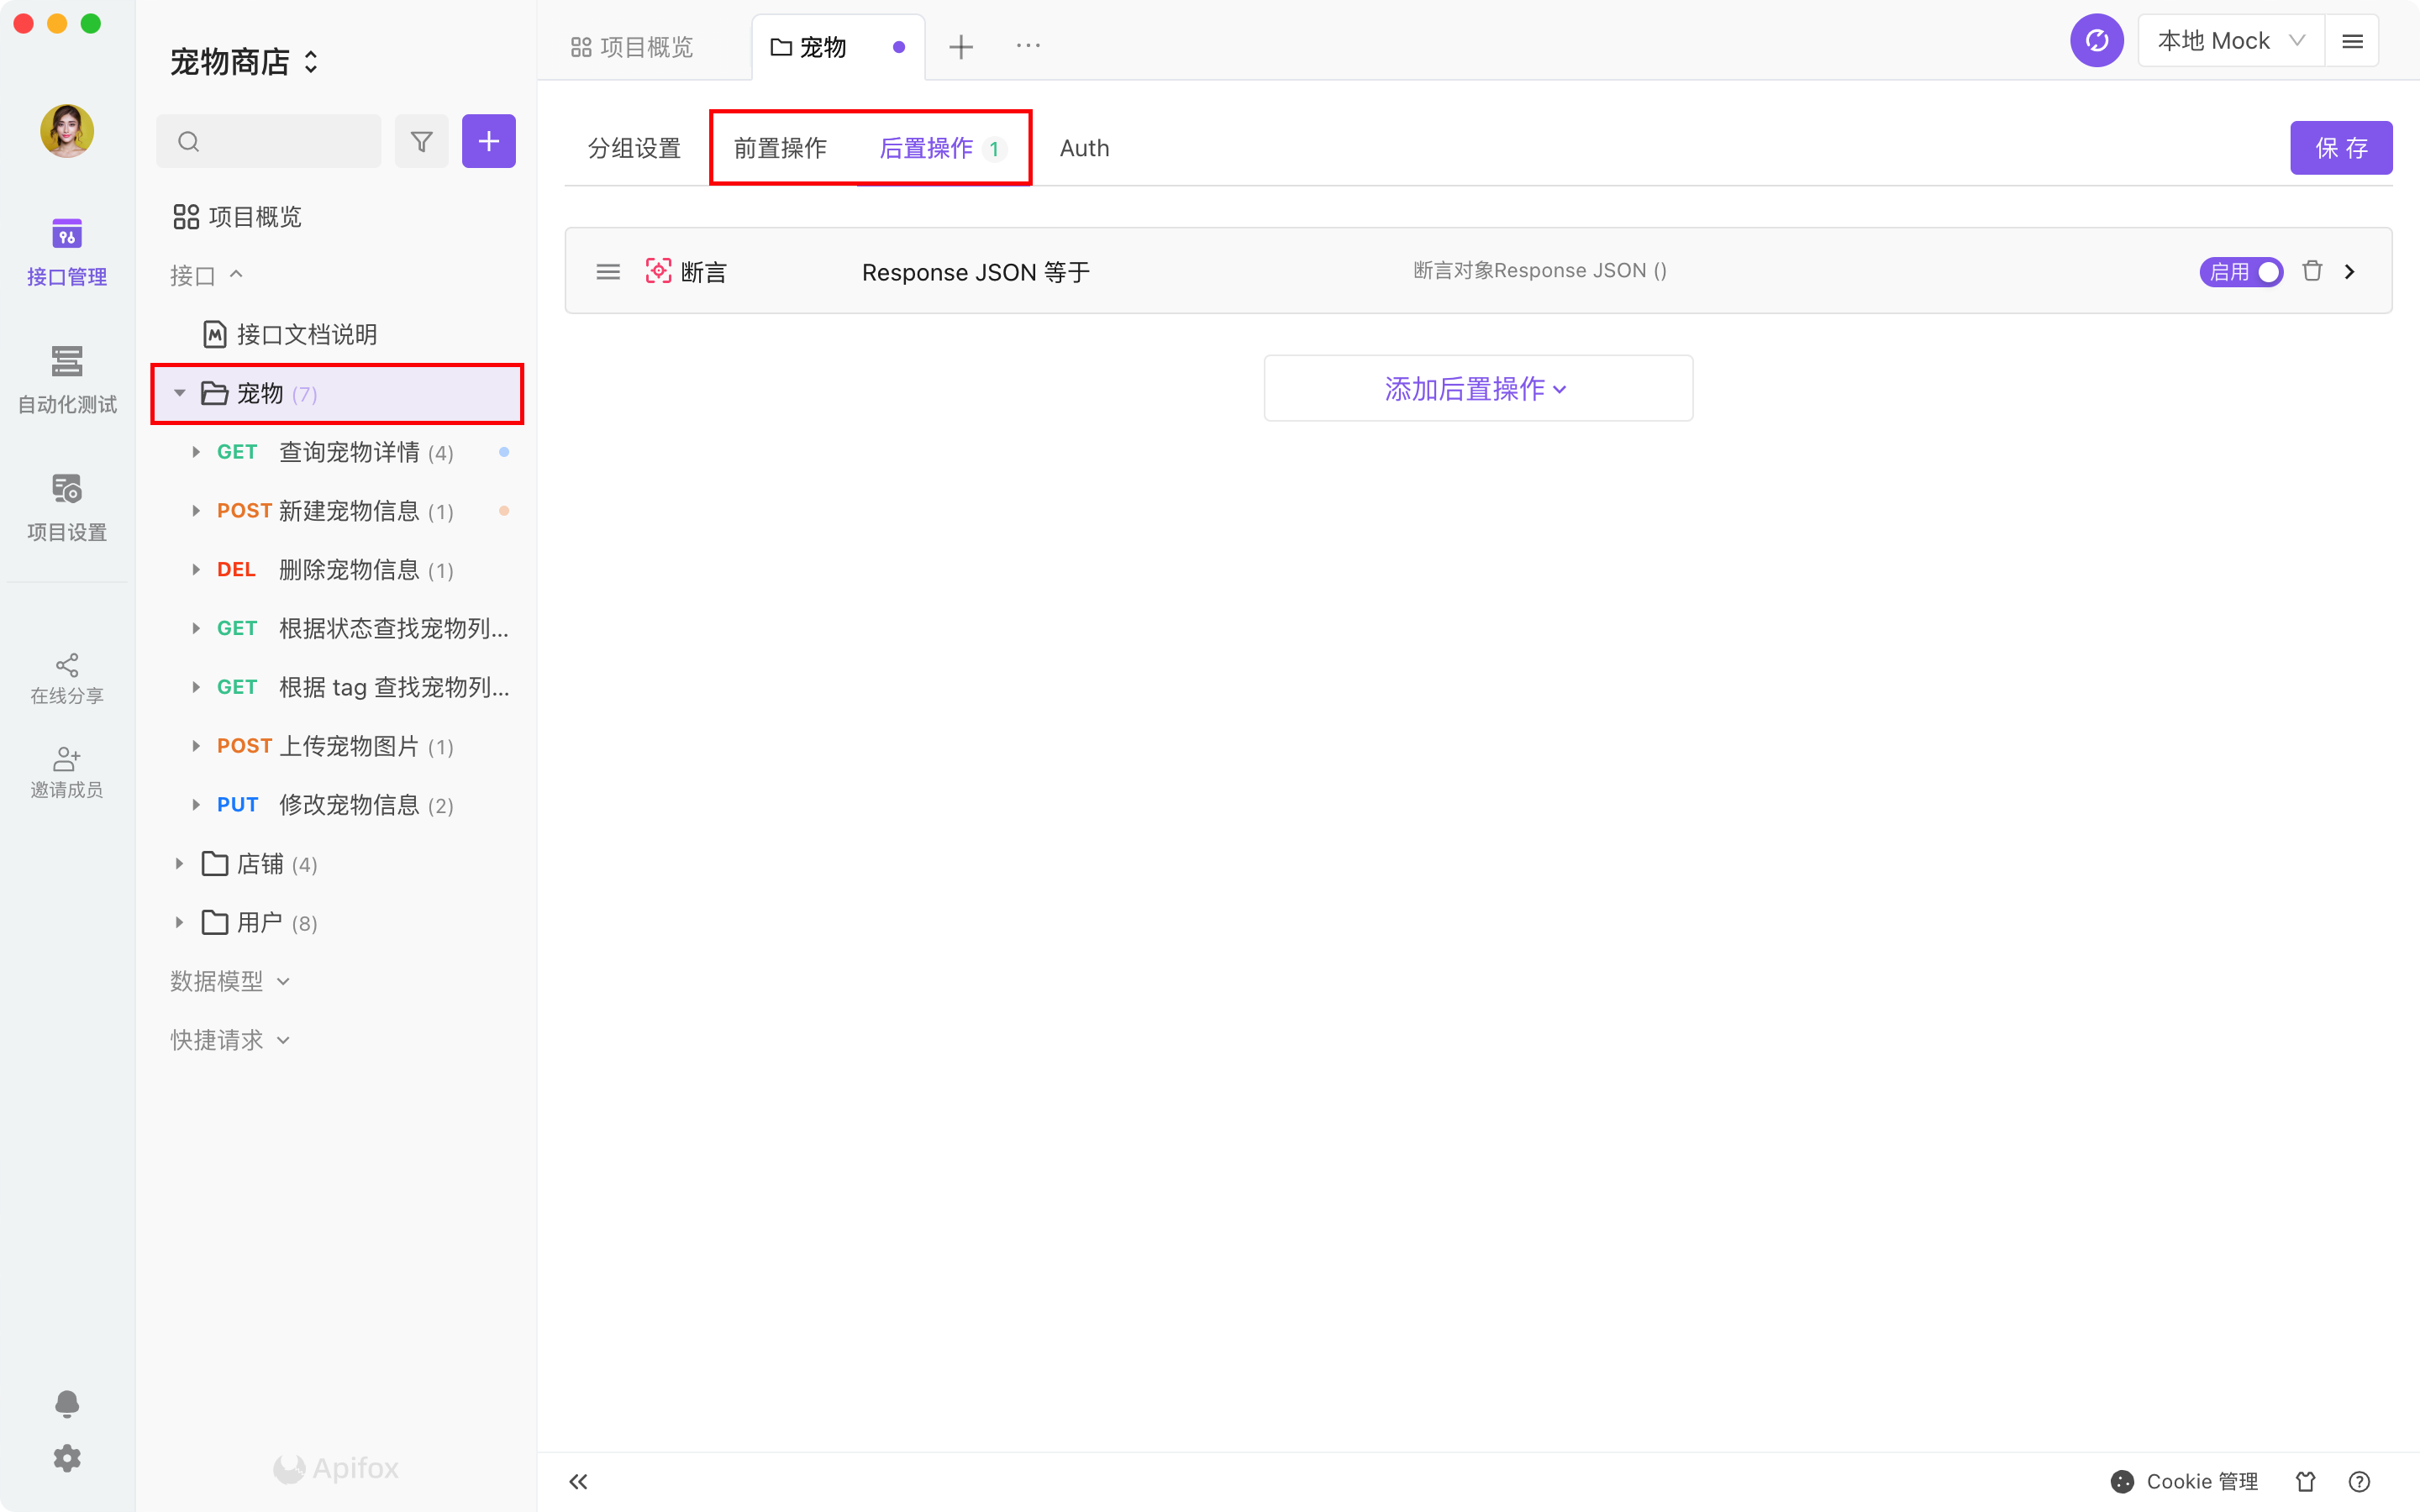 接口管理
自动化测试
项目设置
在线分享
邀请成员
宠物商店
项目概览
接口
接口文档说明
宠物 (7)
GET 查询宠物详情 (4)
POST 新建宠物信息 (1)
DEL 删除宠物信息 (1)
GET 根据状态查找宠物列...
GET 根据 tag 查找宠物列...
POST 上传宠物图片 (1)
PUT 修改宠物信息 (2)
店铺 (4)
用户 (8)
数据模型
快捷请求
Apifox
项目概览 宠物 本地 Mock
分组设置 前置操作 后置操作 1 Auth 保 存
断言 Response JSON 等于 断言对象Response JSON () 启用
添加后置操作
Cookie 管理